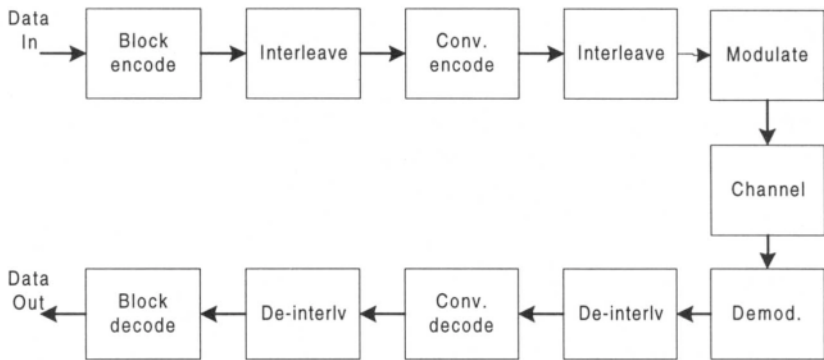 Data
In
Block
encode
Interleave
Conv.
encode
Interleave
Modulate
Channel
Data
Out
Block
decode
De-interlv
Conv.
decode
De-interlv
Demod.